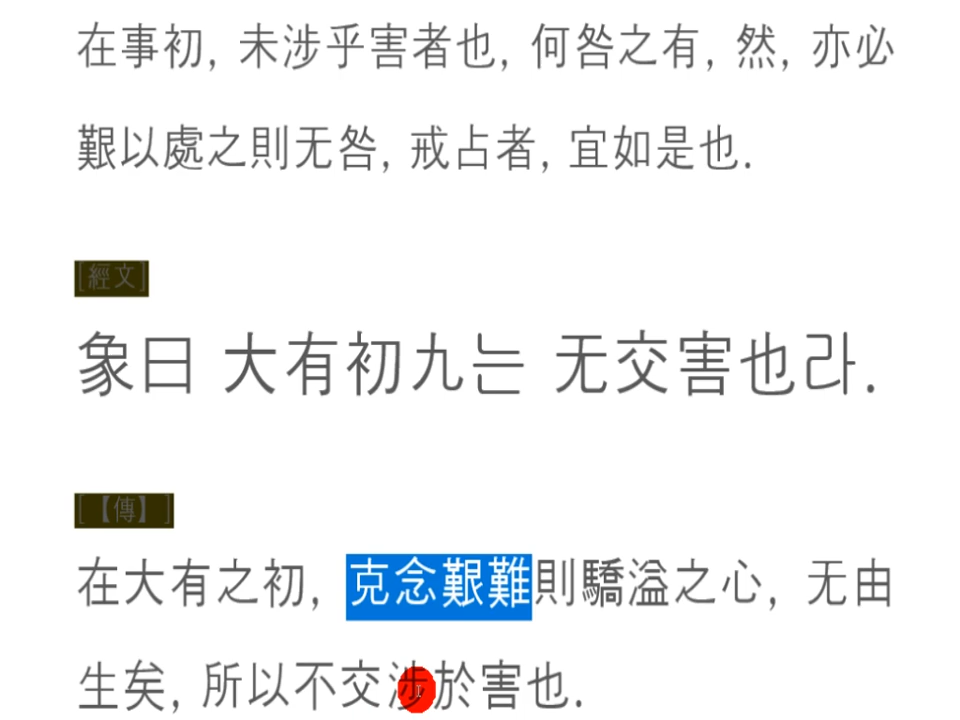 在事初, 未涉乎害者也, 何咎之有, 然, 亦必
艱以處之則无咎, 戒占者, 宜如是也.
[經文]
象曰 大有初九는 无交害也라.
[【傳】]
在大有之初, 克念艱難則驕溢之心, 无由
生矣, 所以不交涉於害也.